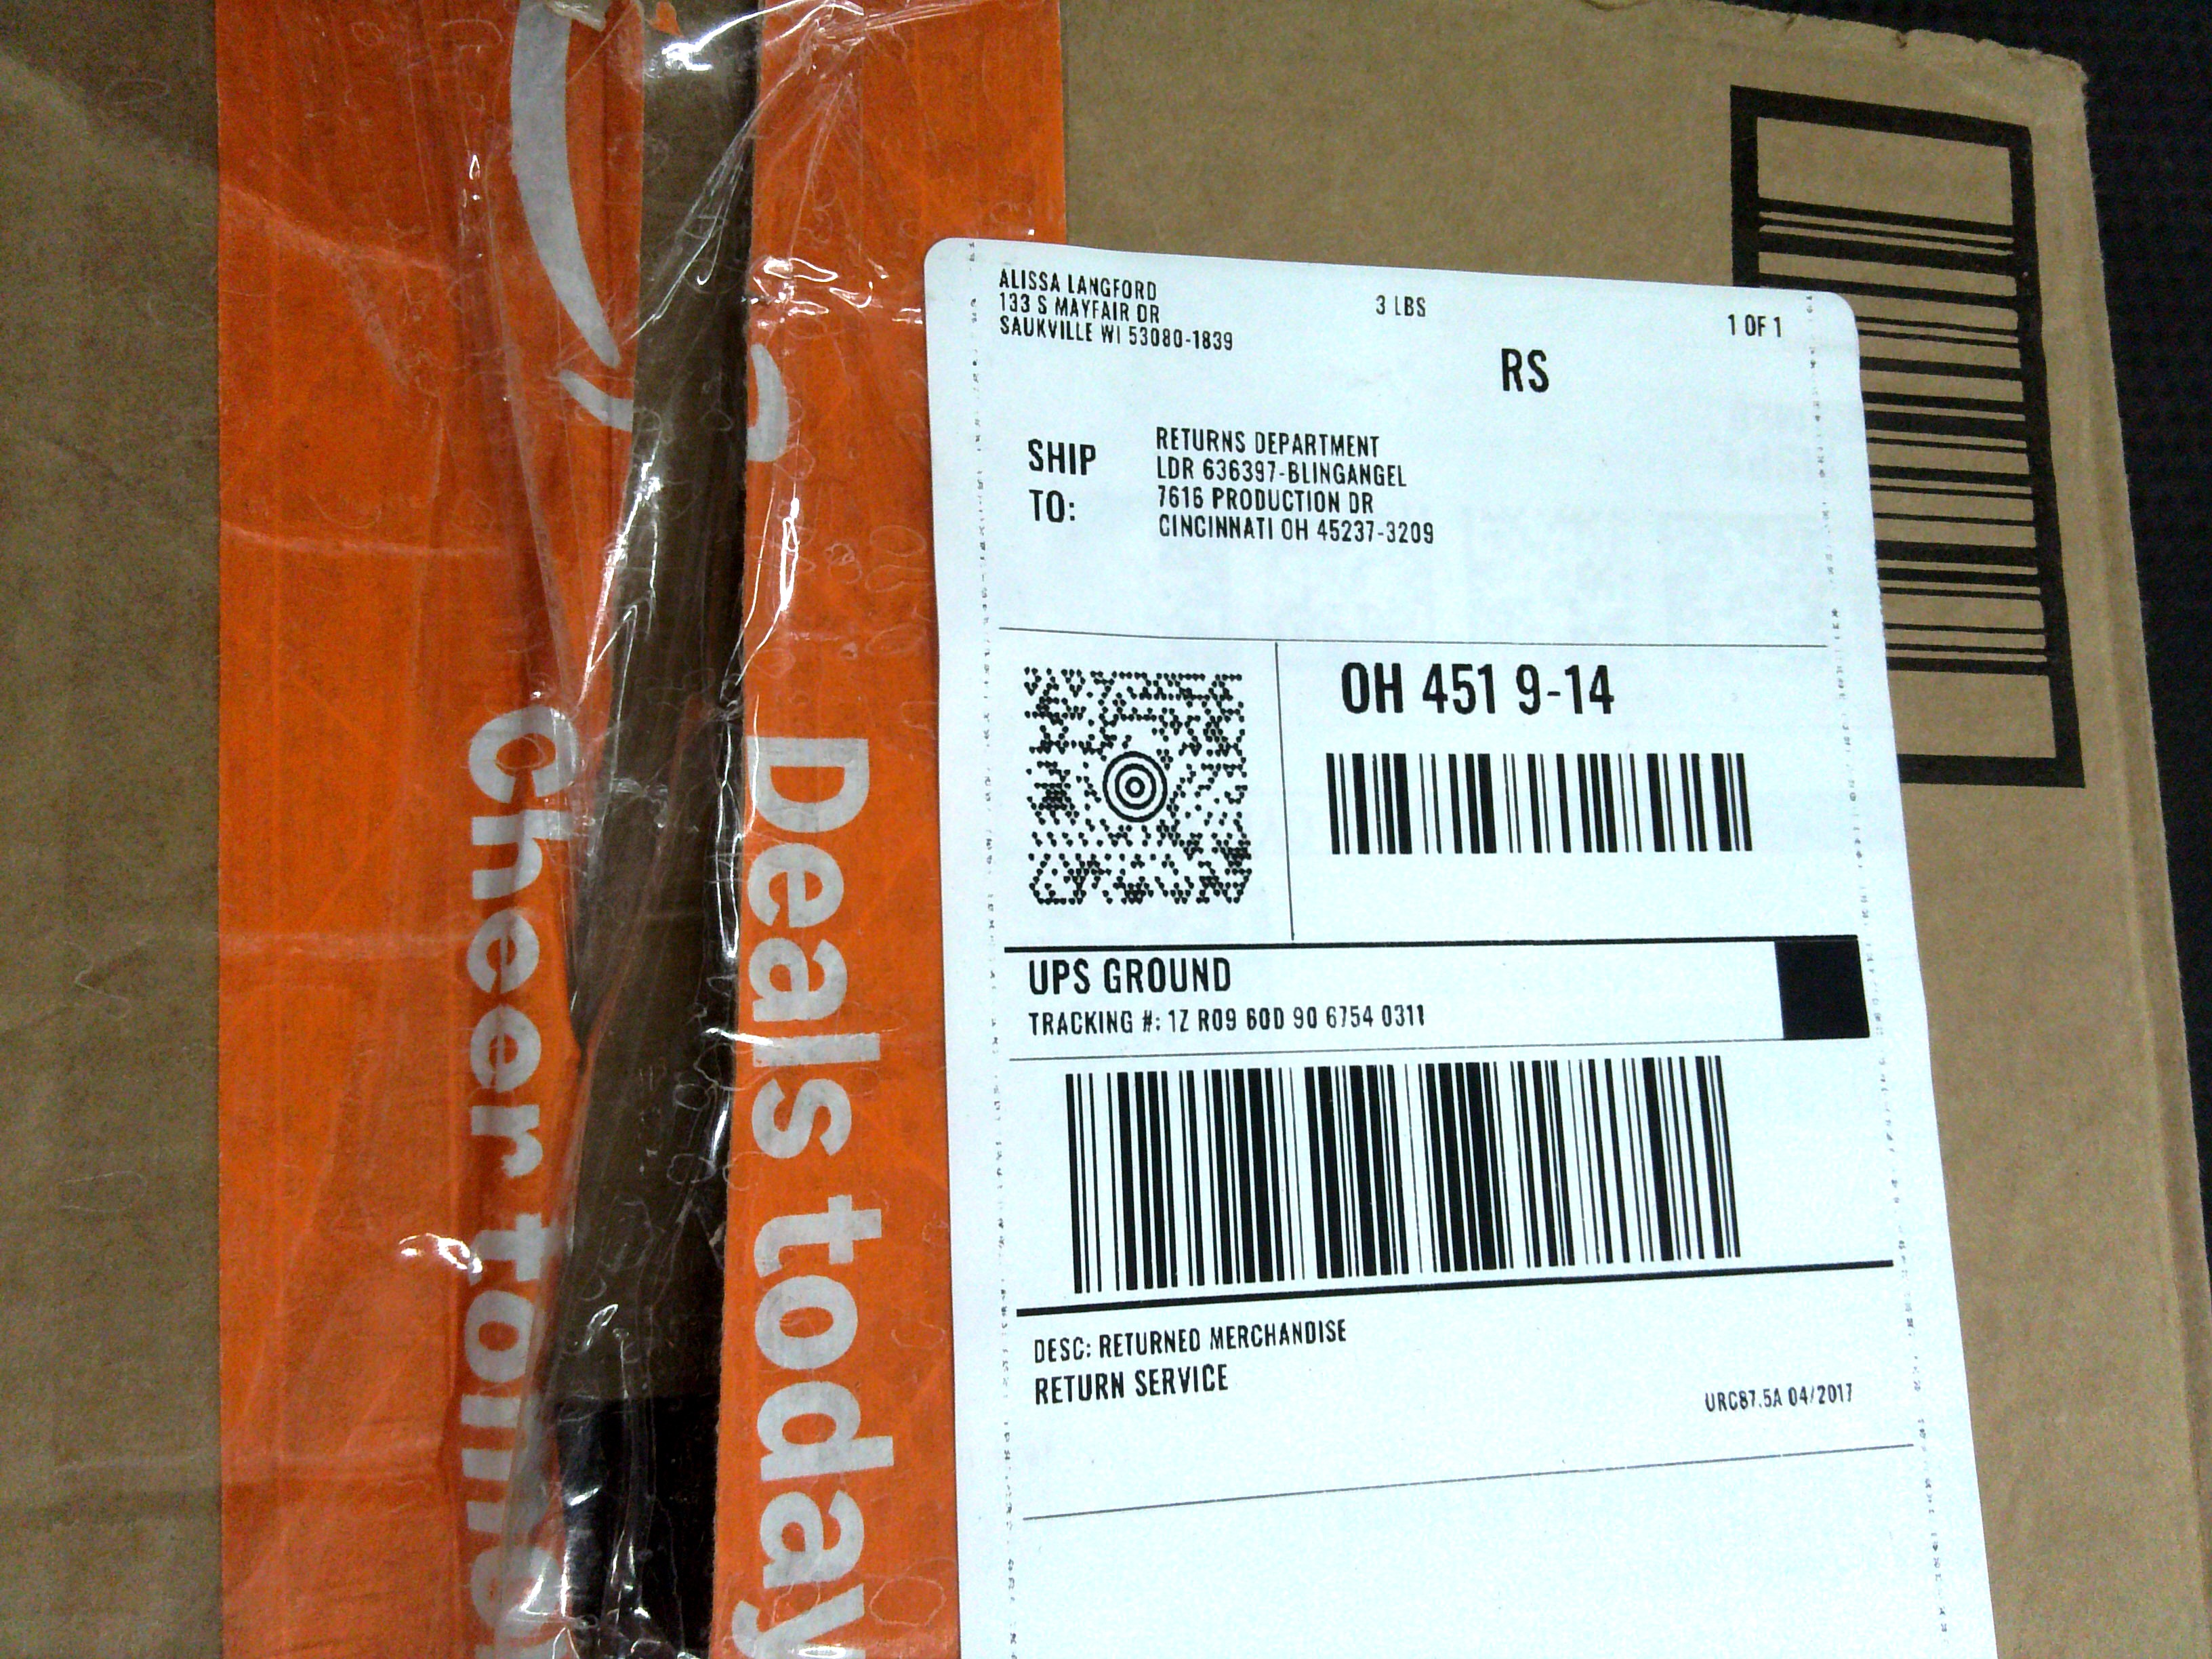 ALISSA LANGFORD
133 S MAYFAIR DR
SAUKVILLE WI 53080-1839
3 LBS
1 OF 1
RS
SHIP TO:
RETURNS DEPARTMENT
LDR 636397-BLINGANGEL
7616 PRODUCTION DR
CINCINNATI OH 45237-3209
OH 451 9-14
UPS GROUND
TRACKING #: 1Z R09 60D 90 6754 0311
DESC: RETURNED MERCHANDISE
RETURN SERVICE
URC87.5A 04/2017
Deals today
Cheer